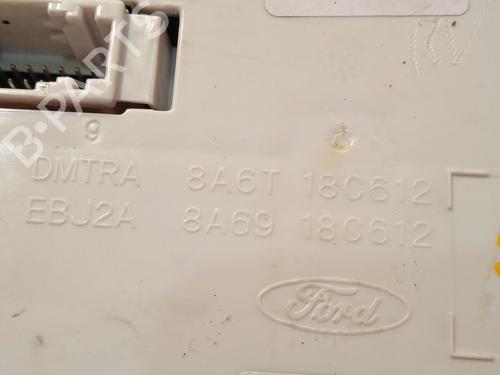 B-PARTS
9
DMTRA 8A6T 18C612
EBJ2A 8A69 18C612
Ford